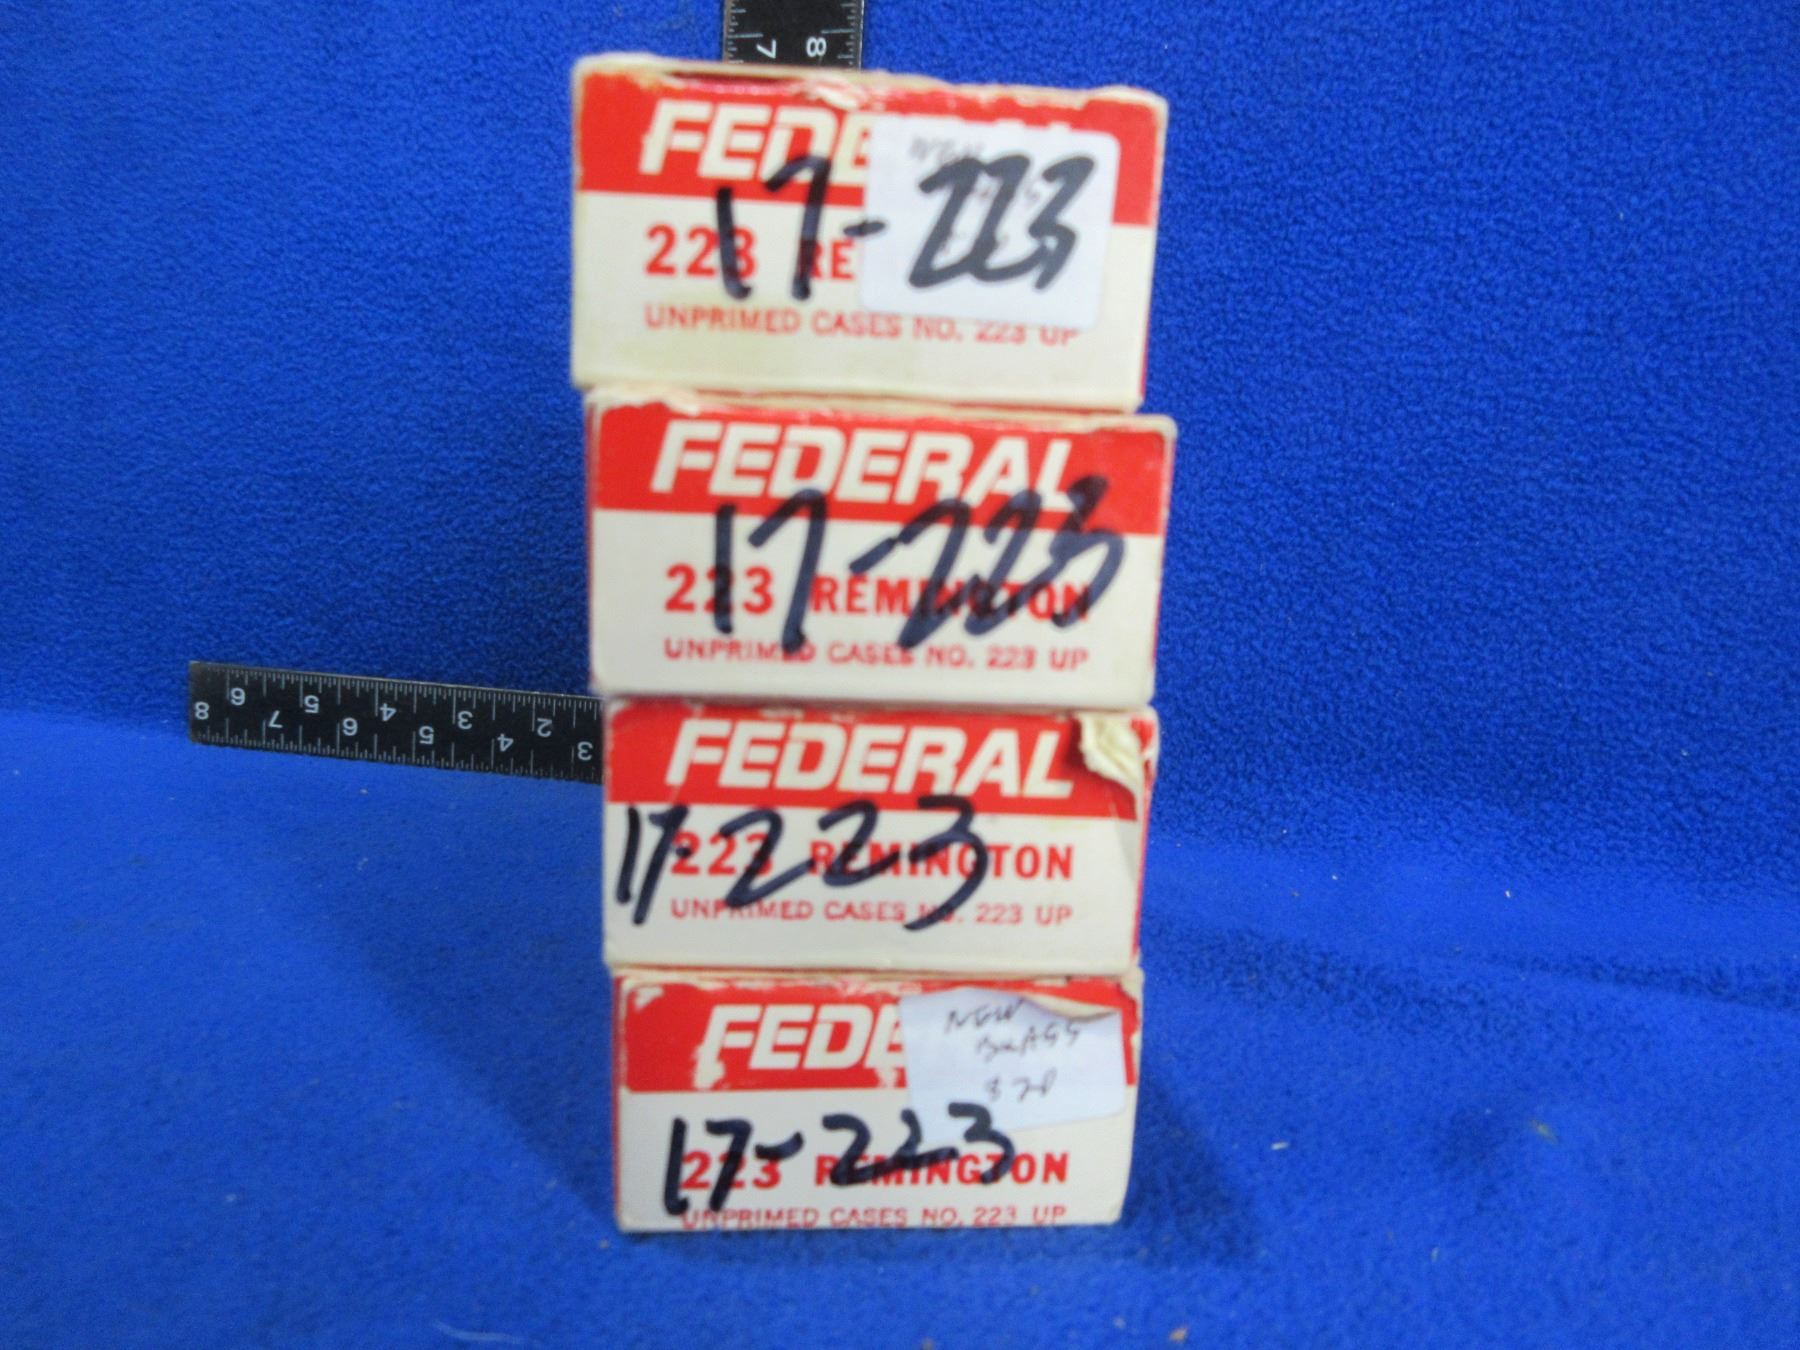 7 8
FEDE
17-223
223 RE
UNPRIMED CASES NO. 223 UP
FEDERAL
17-223
223 REMINGTON
UNPRIMED CASES NO. 223 UP
8 7 6 5 4 3
6 5 4 3 2
FEDERAL
17-223
223 REMINGTON
UNPRIMED CASES NO. 223 UP
FEDE
NEW
BRASS
17-223
223 REMINGTON
UNPRIMED CASES NO. 223 UP